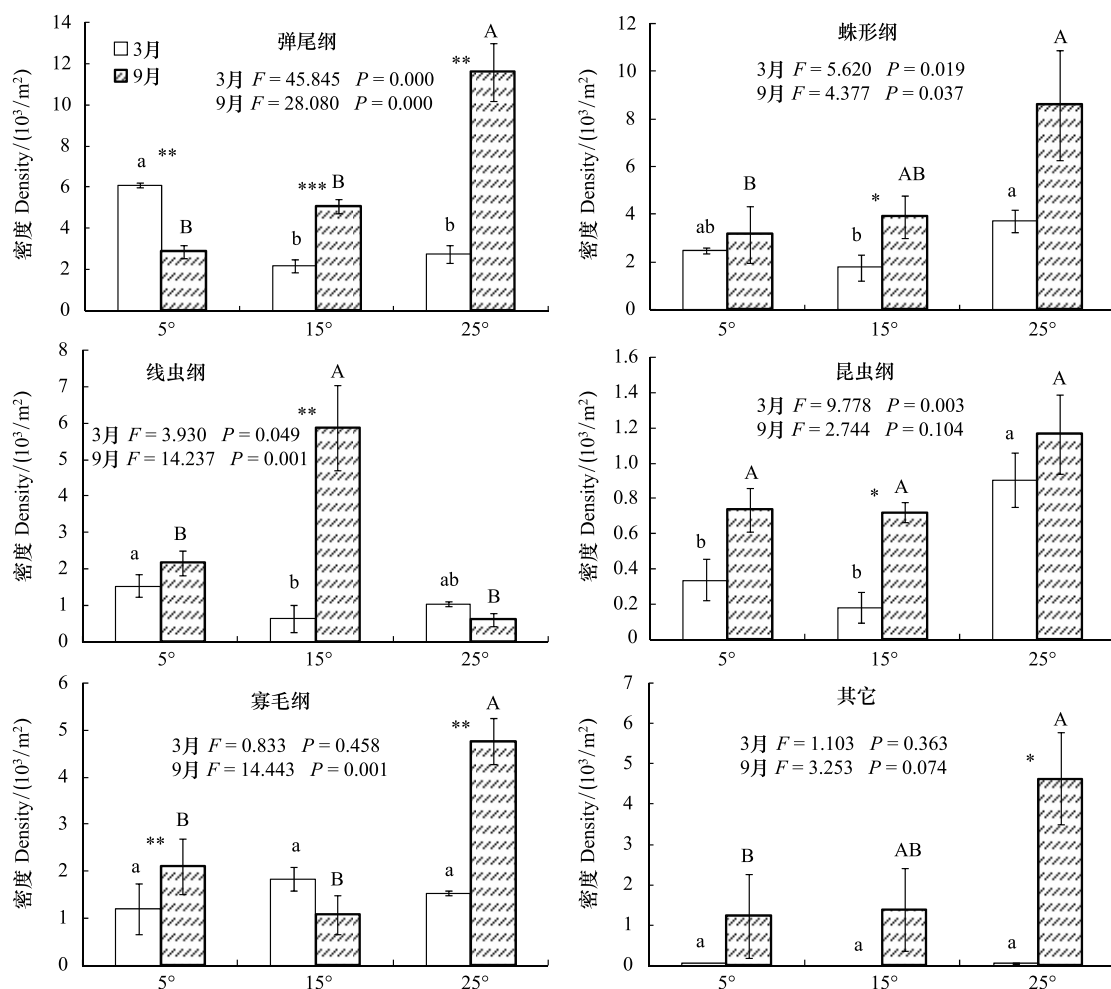 弹尾纲
3月
9月
3月 F = 45.845 P = 0.000
9月 F = 28.080 P = 0.000
密度 Density/(10³/m²)
14
12
10
8
6
4
2
0
a
**
B
b
***
B
b
**
A
5°
15°
25°
蛛形纲
3月 F = 5.620 P = 0.019
9月 F = 4.377 P = 0.037
密度 Density/(10³/m²)
12
10
8
6
4
2
0
ab
B
b
*
AB
a
A
5°
15°
25°
线虫纲
3月 F = 3.930 P = 0.049
9月 F = 14.237 P = 0.001
密度 Density/(10³/m²)
8
7
6
5
4
3
2
1
0
a
B
b
**
A
ab
B
5°
15°
25°
昆虫纲
3月 F = 9.778 P = 0.003
9月 F = 2.744 P = 0.104
密度 Density/(10³/m²)
1.6
1.4
1.2
1.0
0.8
0.6
0.4
0.2
0
b
A
b
*
A
a
A
5°
15°
25°
寡毛纲
3月 F = 0.833 P = 0.458
9月 F = 14.443 P = 0.001
密度 Density/(10³/m²)
6
5
4
3
2
1
0
a
**
B
a
B
a
**
A
5°
15°
25°
其它
3月 F = 1.103 P = 0.363
9月 F = 3.253 P = 0.074
密度 Density/(10³/m²)
7
6
5
4
3
2
1
0
a
B
a
AB
a
*
A
5°
15°
25°